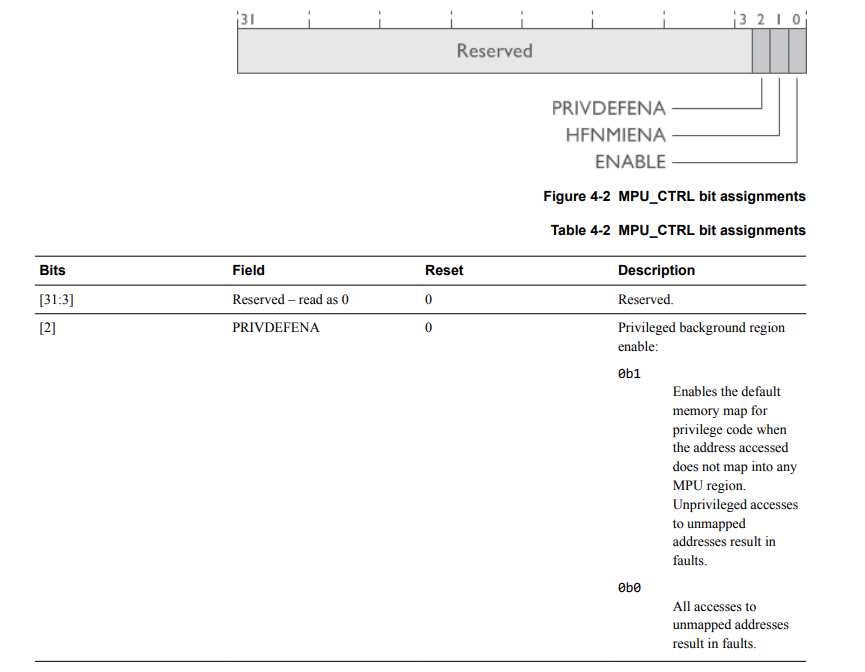 31 3 2 1 0
Reserved
PRIVDEFENA
HFNMIENA
ENABLE
Figure 4-2 MPU_CTRL bit assignments
Table 4-2 MPU_CTRL bit assignments
Bits Field Reset Description
[31:3] Reserved – read as 0 0 Reserved.
[2] PRIVDEFENA 0 Privileged background region
enable:
0b1
Enables the default
memory map for
privilege code when
the address accessed
does not map into any
MPU region.
Unprivileged accesses
to unmapped
addresses result in
faults.
0b0
All accesses to
unmapped addresses
result in faults.